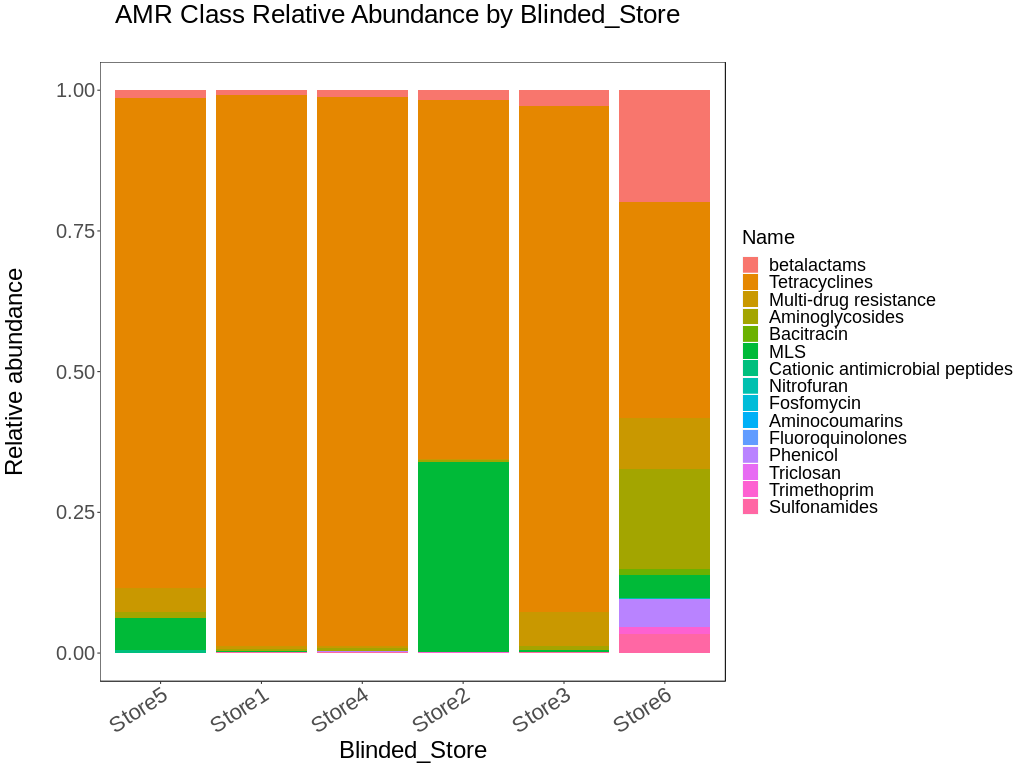 AMR Class Relative Abundance by Blinded_Store
Relative abundance
1.00
0.75
0.50
0.25
0.00
Store5
Store1
Store4
Store2
Store3
Store6
Blinded_Store
Name
betalactams
Tetracyclines
Multi-drug resistance
Aminoglycosides
Bacitracin
MLS
Cationic antimicrobial peptides
Nitrofuran
Fosfomycin
Aminocoumarins
Fluoroquinolones
Phenicol
Triclosan
Trimethoprim
Sulfonamides